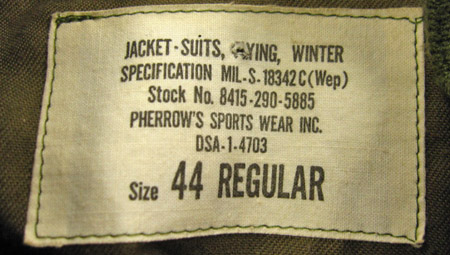 JACKET-SUITS, FLYING, WINTER
SPECIFICATION MIL-S-18342C(Wep)
Stock No. 8415-290-5885
PHERROW'S SPORTS WEAR INC.
DSA-1-4703
Size 44 REGULAR